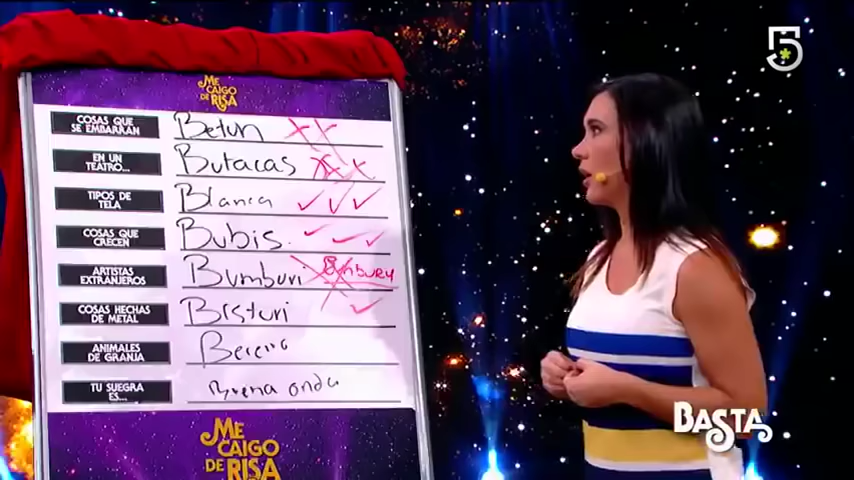 5
ME
CAIGO
DE RISA
COSAS QUE
SE EMBARRAN
Betun
EN UN
TEATRO...
Butacas
TIPOS DE
TELA
Blanca
COSAS QUE
CRECEN
Bubis
ARTISTAS
EXTRANJEROS
Bumburi BUNBURY
COSAS HECHAS
DE METAL
Bisturi
ANIMALES
DE GRANJA
TU SUEGRA
ES...
Buena onda
ME
CAIGO
DE
RISA
BASTA